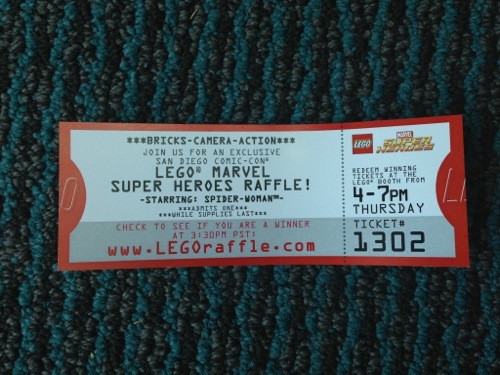 ***BRICKS-CAMERA-ACTION***
JOIN US FOR AN EXCLUSIVE
SAN DIEGO COMIC-CON®
LEGO® MARVEL
SUPER HEROES RAFFLE!
-STARRING: SPIDER-WOMAN™-
***ADMITS ONE***
***WHILE SUPPLIES LAST***
CHECK TO SEE IF YOU ARE A WINNER
AT 3:30PM PST:
www.LEGOraffle.com
LEGO
MARVEL
SUPER HEROES
REDEEM WINNING
TICKETS AT THE
LEGO® BOOTH FROM
4-7PM
THURSDAY
TICKET#
1302